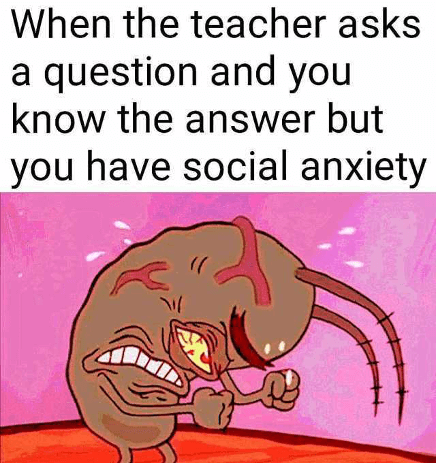 When the teacher asks
a question and you
know the answer but
you have social anxiety